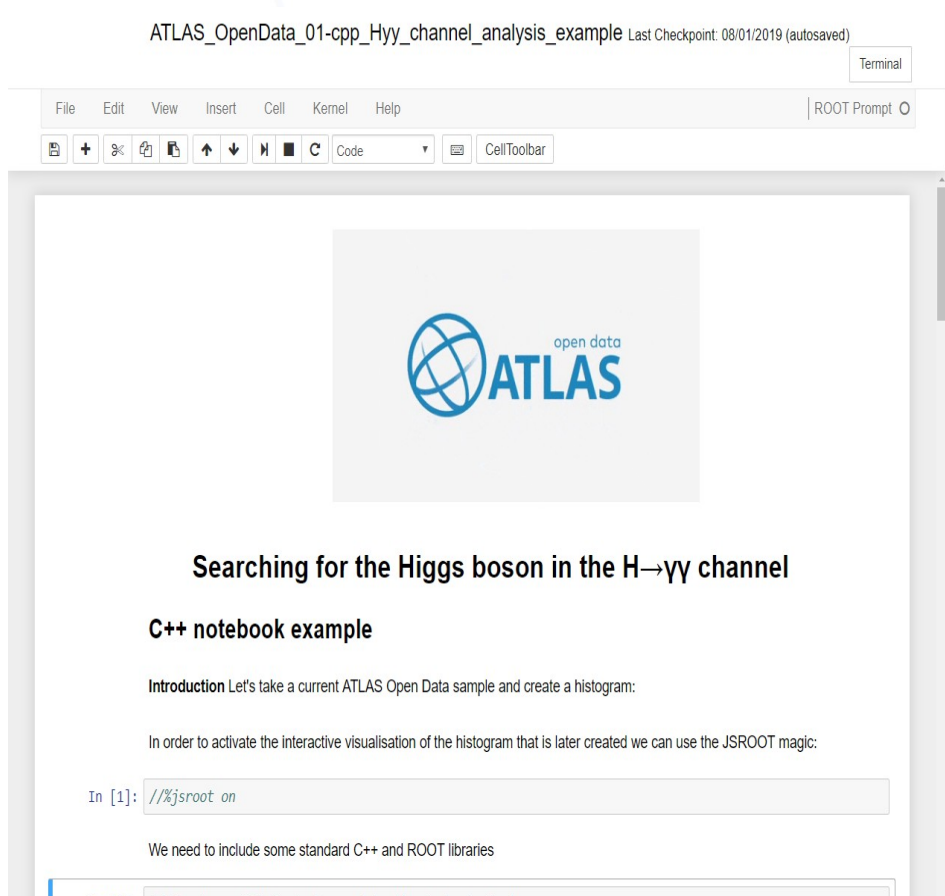 ATLAS_OpenData_01-cpp_Hyy_channel_analysis_example Last Checkpoint: 08/01/2019 (autosaved)
Terminal
File Edit View Insert Cell Kernel Help ROOT Prompt
Code CellToolbar
open data
ATLAS
Searching for the Higgs boson in the H→γγ channel
C++ notebook example
Introduction Let's take a current ATLAS Open Data sample and create a histogram:
In order to activate the interactive visualisation of the histogram that is later created we can use the JSROOT magic:
In [1]: //%jsroot on
We need to include some standard C++ and ROOT libraries